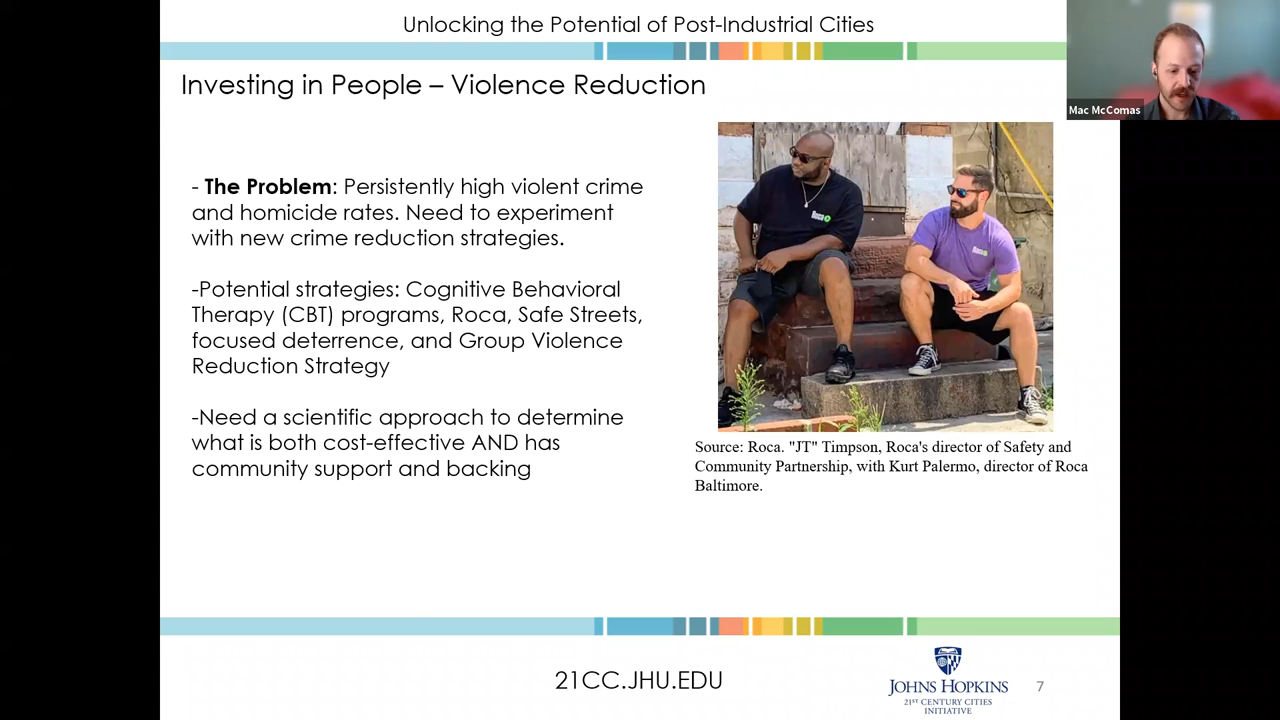 Unlocking the Potential of Post-Industrial Cities
Mac McComas
Investing in People – Violence Reduction
- The Problem: Persistently high violent crime
and homicide rates. Need to experiment
with new crime reduction strategies.
-Potential strategies: Cognitive Behavioral
Therapy (CBT) programs, Roca, Safe Streets,
focused deterrence, and Group Violence
Reduction Strategy
-Need a scientific approach to determine
what is both cost-effective AND has
community support and backing
Roca
Roca
Source: Roca. "JT" Timpson, Roca's director of Safety and
Community Partnership, with Kurt Palermo, director of Roca
Baltimore.
21CC.JHU.EDU
JOHNS HOPKINS
21ST CENTURY CITIES
INITIATIVE
7